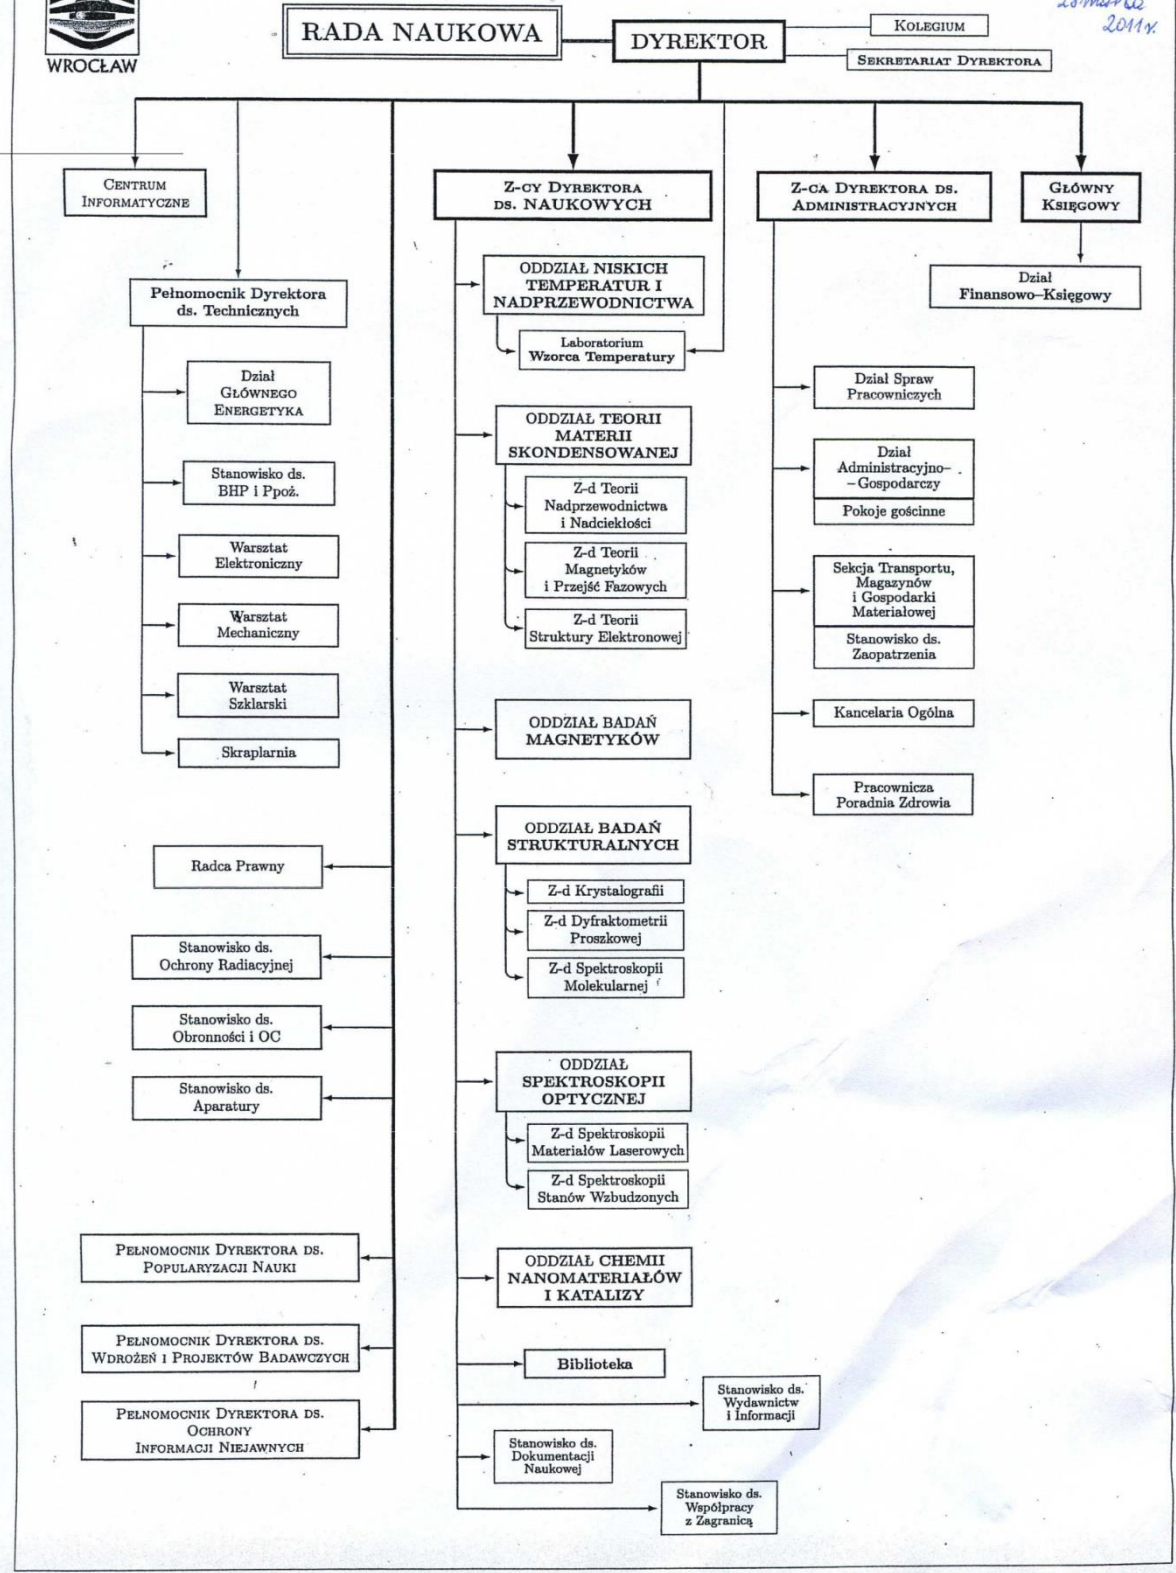 WROCŁAW
RADA NAUKOWA
DYREKTOR
KOLEGIUM
SEKRETARIAT DYREKTORA
2011r.
CENTRUM
INFORMATYCZNE
Z-CY DYREKTORA
DS. NAUKOWYCH
Z-CA DYREKTORA DS.
ADMINISTRACYJNYCH
GŁÓWNY
KSIĘGOWY
Pełnomocnik Dyrektora
ds. Technicznych
Dział
GŁÓWNEGO
ENERGETYKA
Stanowisko ds.
BHP i Ppoż.
Warsztat
Elektroniczny
Warsztat
Mechaniczny
Warsztat
Szklarski
Skraplarnia
Radca Prawny
Stanowisko ds.
Ochrony Radiacyjnej
Stanowisko ds.
Obronności i OC
Stanowisko ds.
Aparatury
PEŁNOMOCNIK DYREKTORA DS.
POPULARYZACJI NAUKI
PEŁNOMOCNIK DYREKTORA DS.
WDROŻEŃ I PROJEKTÓW BADAWCZYCH
PEŁNOMOCNIK DYREKTORA DS.
OCHRONY
INFORMACJI NIEJAWNYCH
ODDZIAŁ NISKICH
TEMPERATUR I
NADPRZEWODNICTWA
Laboratorium
Wzorca Temperatury
ODDZIAŁ TEORII
MATERII
SKONDENSOWANEJ
Z-d Teorii
Nadprzewodnictwa
i Nadciekłości
Z-d Teorii
Magnetyków
i Przejść Fazowych
Z-d Teorii
Struktury Elektronowej
ODDZIAŁ BADAŃ
MAGNETYKÓW
ODDZIAŁ BADAŃ
STRUKTURALNYCH
Z-d Krystalografii
Z-d Dyfraktometrii
Proszkowej
Z-d Spektroskopii
Molekularnej
ODDZIAŁ
SPEKTROSKOPII
OPTYCZNEJ
Z-d Spektroskopii
Materiałów Laserowych
Z-d Spektroskopii
Stanów Wzbudzonych
ODDZIAŁ CHEMII
NANOMATERIAŁÓW
I KATALIZY
Biblioteka
Stanowisko ds.
Wydawnictw
i Informacji
Stanowisko ds.
Dokumentacji
Naukowej
Stanowisko ds.
Współpracy
z Zagranicą
Dział Spraw
Pracowniczych
Dział
Administracyjno–
–Gospodarczy
Pokoje gościnne
Sekcja Transportu,
Magazynów
i Gospodarki
Materiałowej
Stanowisko ds.
Zaopatrzenia
Kancelaria Ogólna
Pracownicza
Poradnia Zdrowia
Dział
Finansowo–Księgowy